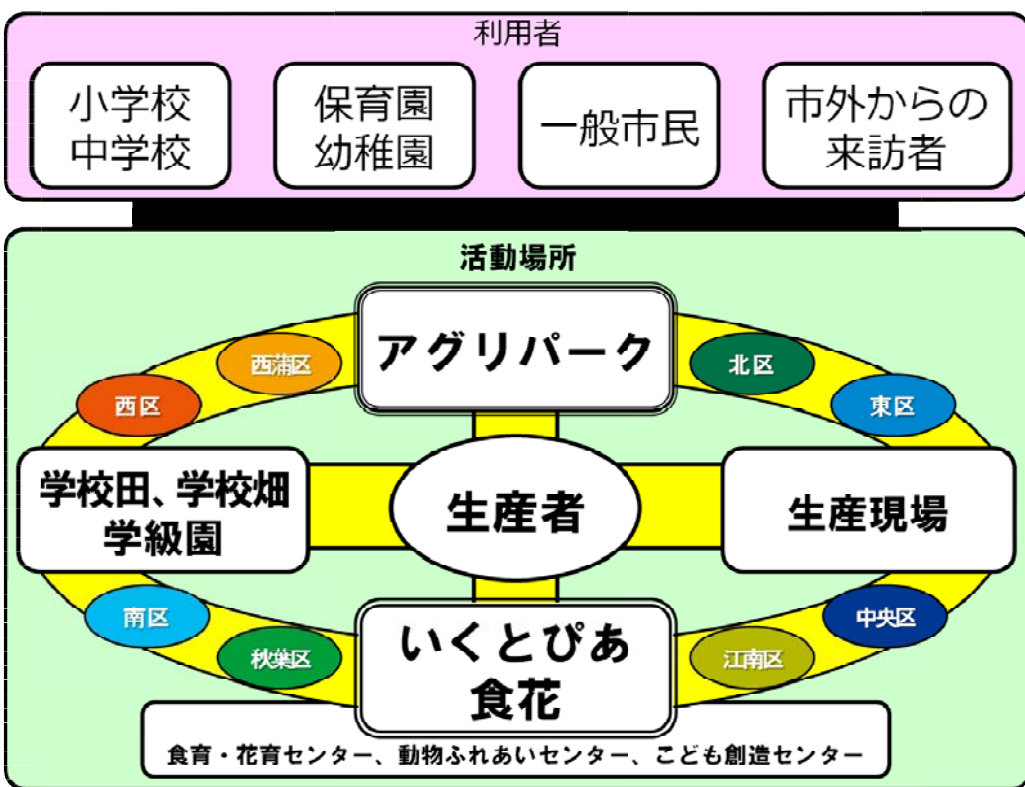 利用者
小学校
中学校
保育園
幼稚園
一般市民
市外からの
来訪者
活動場所
アグリパーク
西蒲区
北区
西区
東区
学校田、学校畑
学級園
生産者
生産現場
南区
中央区
秋葉区
江南区
いくとぴあ
食花
食育・花育センター、動物ふれあいセンター、こども創造センター